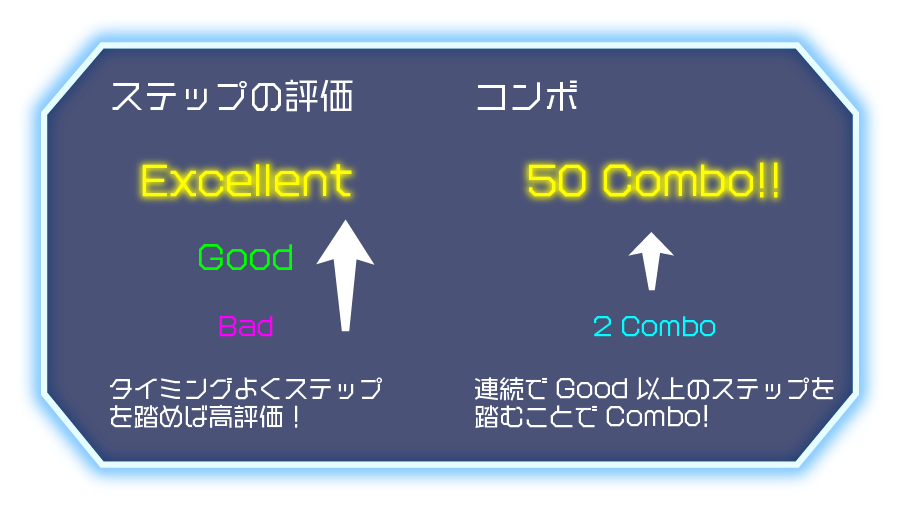 ステップの評価
Excellent
Good
Bad
タイミングよくステップ
を踏めば高評価！
コンボ
50 Combo!!
2 Combo
連続で Good 以上のステップを
踏むことで Combo!